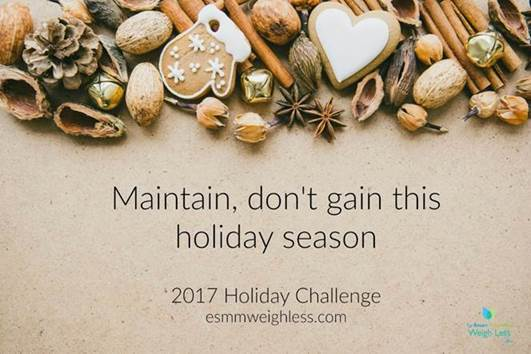 Maintain, don't gain this
holiday season
2017 Holiday Challenge
esmmweighless.com
Weigh Less